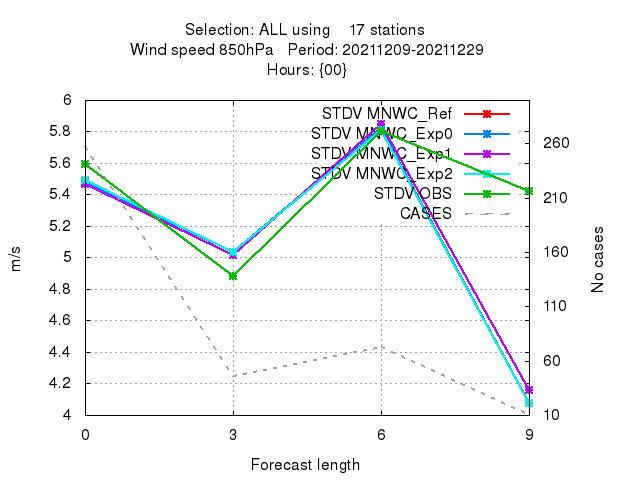 Selection: ALL using    17 stations
Wind speed 850hPa   Period: 20211209-20211229
Hours: {00}
STDV MNWC_Ref
STDV MNWC_Exp0
STDV MNWC_Exp1
STDV MNWC_Exp2
STDV OBS
CASES
6
5.8
5.6
5.4
5.2
5
4.8
4.6
4.4
4.2
4
m/s
260
210
160
110
60
10
No cases
0 3 6 9
Forecast length